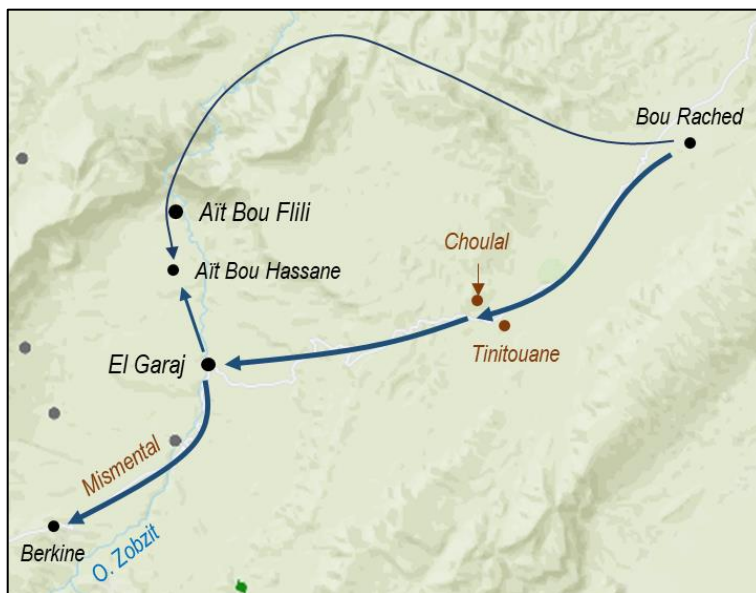 Bou Rached
Aït Bou Flili
Choulal
Aït Bou Hassane
Tinitouane
El Garaj
Mismental
Berkine
O. Zobzit